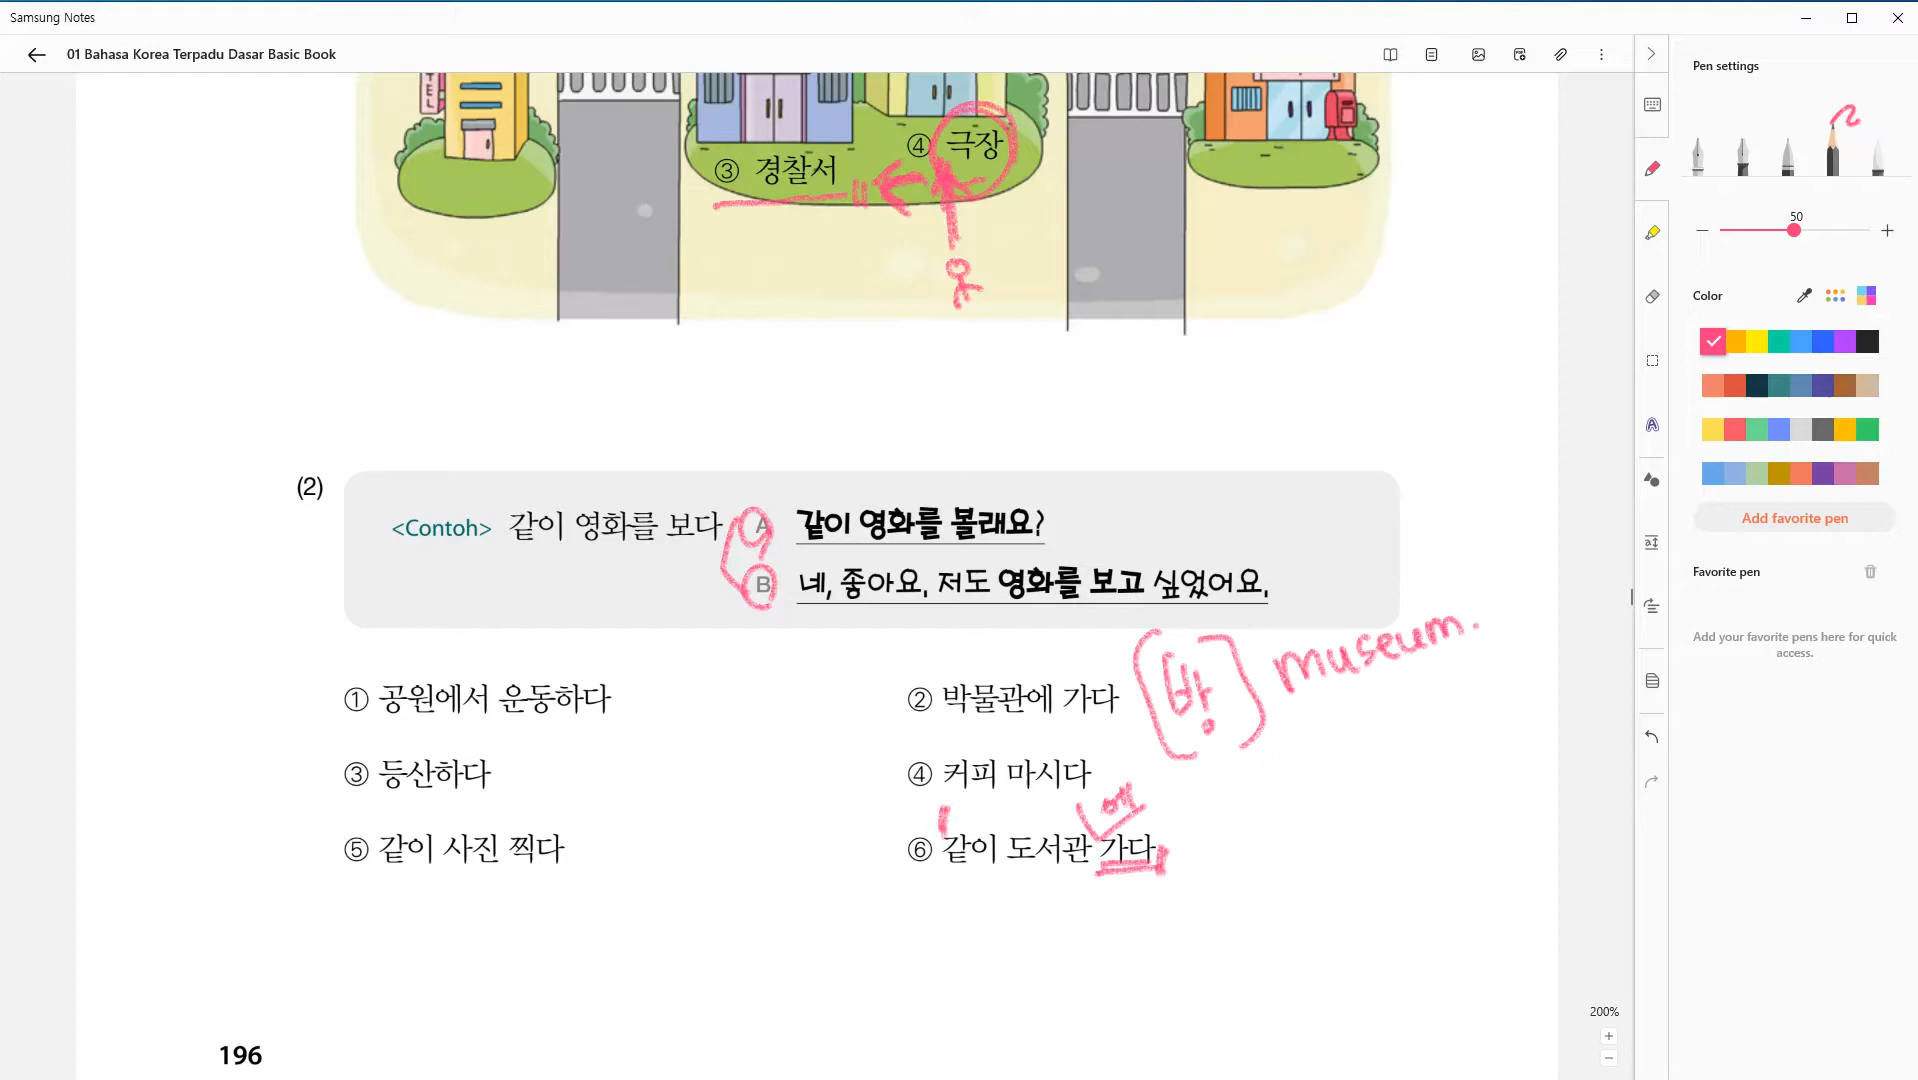 Samsung Notes
01 Bahasa Korea Terpadu Dasar Basic Book
Pen settings
TEL
④ 극장
③ 경찰서
앞
50
Color
Add favorite pen
Favorite pen
Add your favorite pens here for quick
access.
(2)
<Contoh> 같이 영화를 보다 A 같이 영화를 볼래요?
B 네, 좋아요. 저도 영화를 보고 싶었어요.
① 공원에서 운동하다
② 박물관에 가다 [방] museum.
③ 등산하다
④ 커피 마시다
에
⑤ 같이 사진 찍다
⑥ 같이 도서관 가다
200%
196